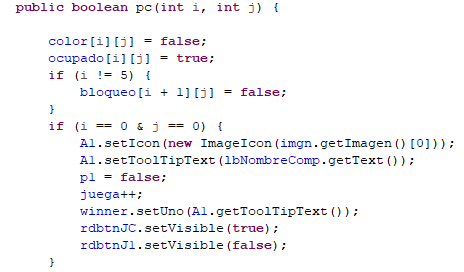 public boolean pc(int i, int j) {
color[i][j] = false;
ocupado[i][j] = true;
if (i != 5) {
bloqueo[i + 1][j] = false;
}
if (i == 0 & j == 0) {
A1.setIcon(new ImageIcon(imgn.getImagen()[0]));
A1.setToolTipText(lbNombreComp.getText());
p1 = false;
juega++;
winner.setUno(A1.getToolTipText());
rdbtnJC.setVisible(true);
rdbtnJ1.setVisible(false);
}